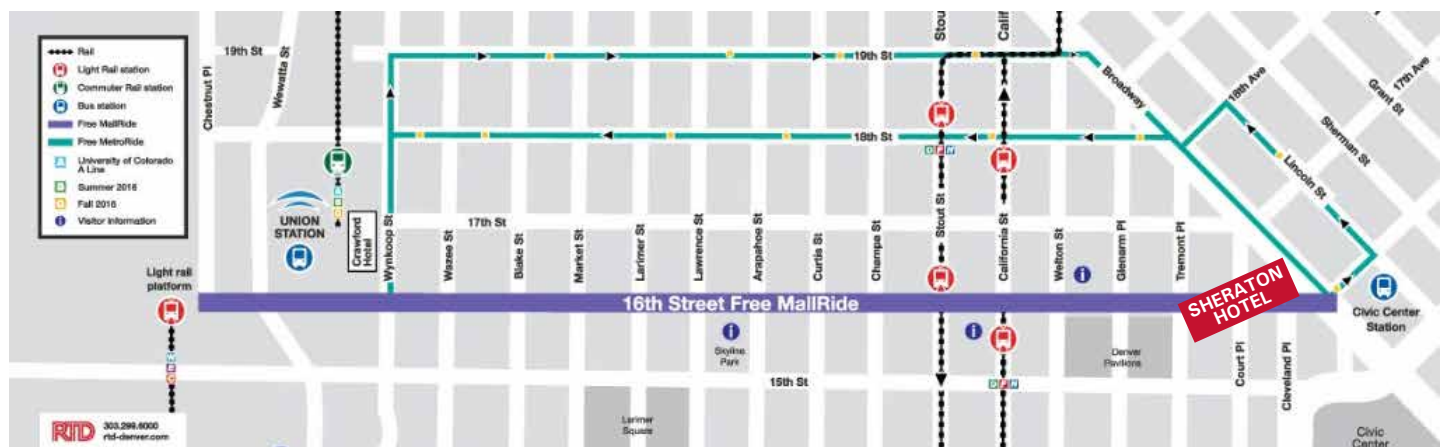 Rail
Light Rail station
Commuter Rail station
Bus station
Free MallRide
Free MetroRide
University of Colorado
A Line
Summer 2016
Fall 2016
Visitor Information
19th St
Chestnut Pl
Wewatta St
UNION
STATION
Crawford
Hotel
Light rail
platform
RTD
303.299.6000
rtd-denver.com
Wynkoop St
Wazee St
Blake St
Market St
Larimer St
Lawrence St
Arapahoe St
Curtis St
Champa St
Stout St
California St
Welton St
Glenarm Pl
Tremont Pl
Court Pl
Cleveland Pl
19th St
18th St
17th St
16th Street Free MallRide
15th St
Stou
Calif
D F H
D F H
Broadway
18th Ave
17th Ave
Grant St
Sherman St
Lincoln St
SHERATON
HOTEL
Civic Center
Station
Skyline
Park
Denver
Pavilions
Larimer
Square
Civic
Center